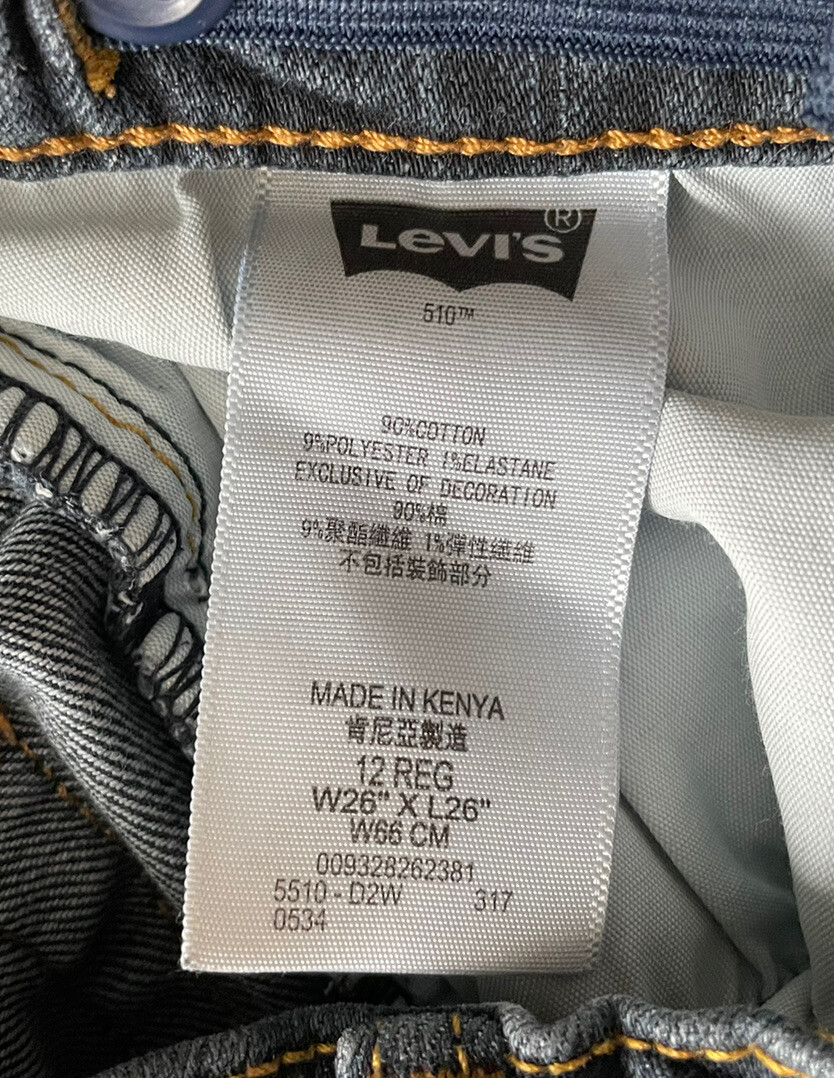 LEVI'S®
510™
90%COTTON
9%POLYESTER 1%ELASTANE
EXCLUSIVE OF DECORATION
90%棉
9%聚酯纖維 1%彈性纖維
不包括裝飾部分
MADE IN KENYA
肯尼亞製造
12 REG
W26" X L26"
W66 CM
009328262381
5510 - D2W 317
0534